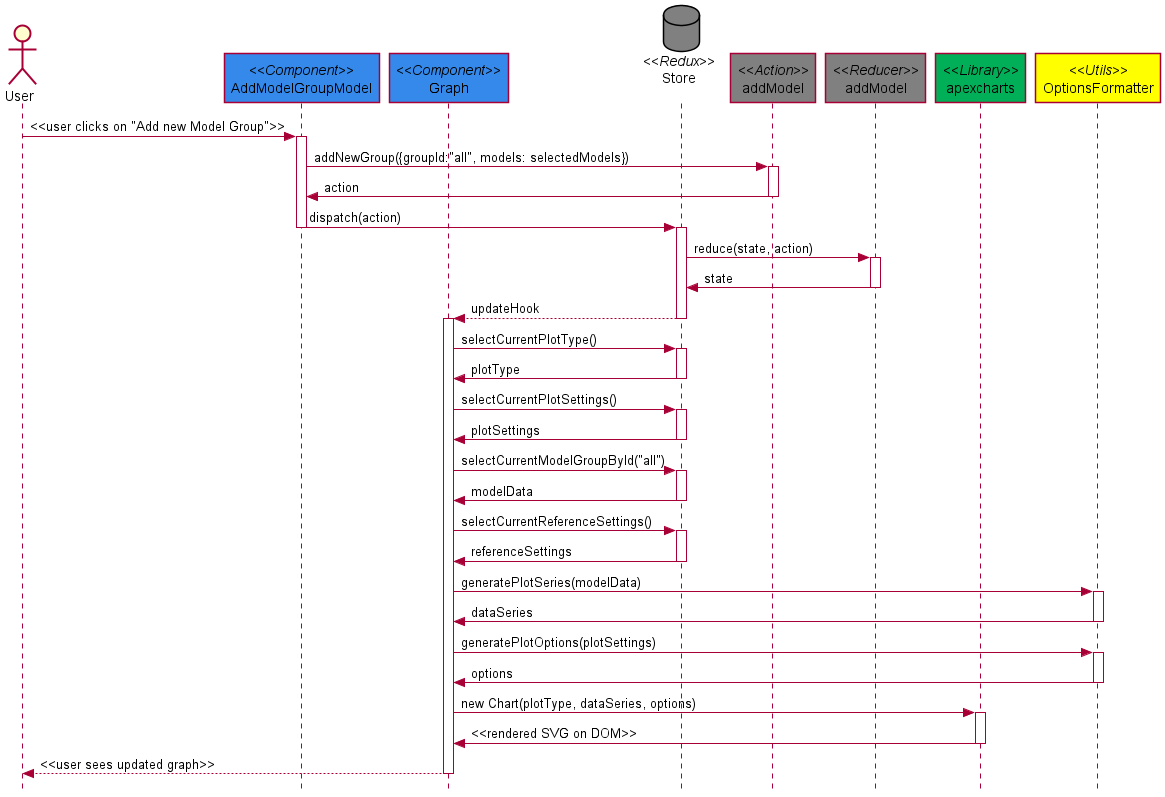 User
<<Component>>
AddModelGroupModel
<<Component>>
Graph
<<Redux>>
Store
<<Action>>
addModel
<<Reducer>>
addModel
<<Library>>
apexcharts
<<Utils>>
OptionsFormatter
<<user clicks on "Add new Model Group">>
addNewGroup({groupId:"all", models: selectedModels})
action
dispatch(action)
reduce(state, action)
state
updateHook
selectCurrentPlotType()
plotType
selectCurrentPlotSettings()
plotSettings
selectCurrentModelGroupById("all")
modelData
selectCurrentReferenceSettings()
referenceSettings
generatePlotSeries(modelData)
dataSeries
generatePlotOptions(plotSettings)
options
new Chart(plotType, dataSeries, options)
<<rendered SVG on DOM>>
<<user sees updated graph>>